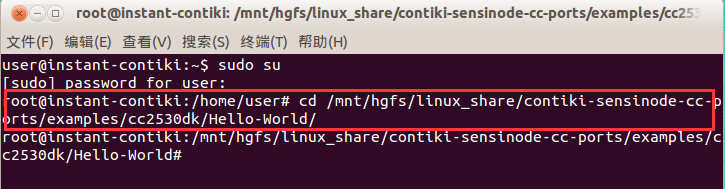 root@instant-contiki: /mnt/hgfs/linux_share/contiki-sensinode-cc-ports/examples/cc253
文件(F) 编辑(E) 查看(V) 搜索(S) 终端(T) 帮助(H)
user@instant-contiki:~$ sudo su
[sudo] password for user:
root@instant-contiki:/home/user# cd /mnt/hgfs/linux_share/contiki-sensinode-cc-p
orts/examples/cc2530dk/Hello-World/
root@instant-contiki:/mnt/hgfs/linux_share/contiki-sensinode-cc-ports/examples/c
c2530dk/Hello-World#